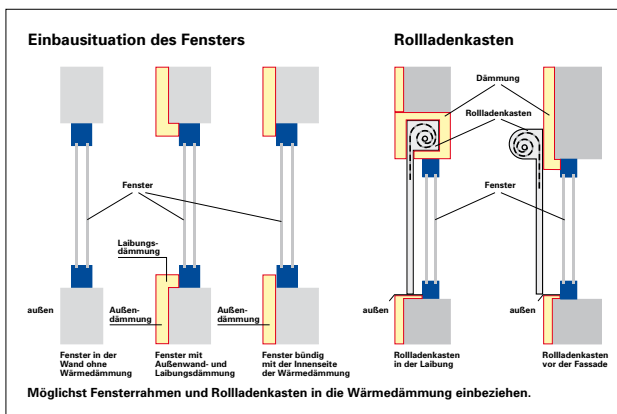 Einbausituation des Fensters
Rollladenkasten
Dämmung
Rollladenkasten
Fenster
Fenster
Laibungs-
dämmung
außen
Außen-
dämmung
Außen-
dämmung
außen
außen
Fenster in der
Wand ohne
Wärmedämmung
Fenster mit
Außenwand- und
Laibungsdämmung
Fenster bündig
mit der Innenseite
der Wärmedämmung
Rollladenkasten
in der Laibung
Rollladenkasten
vor der Fassade
Möglichst Fensterrahmen und Rollladenkasten in die Wärmedämmung einbeziehen.